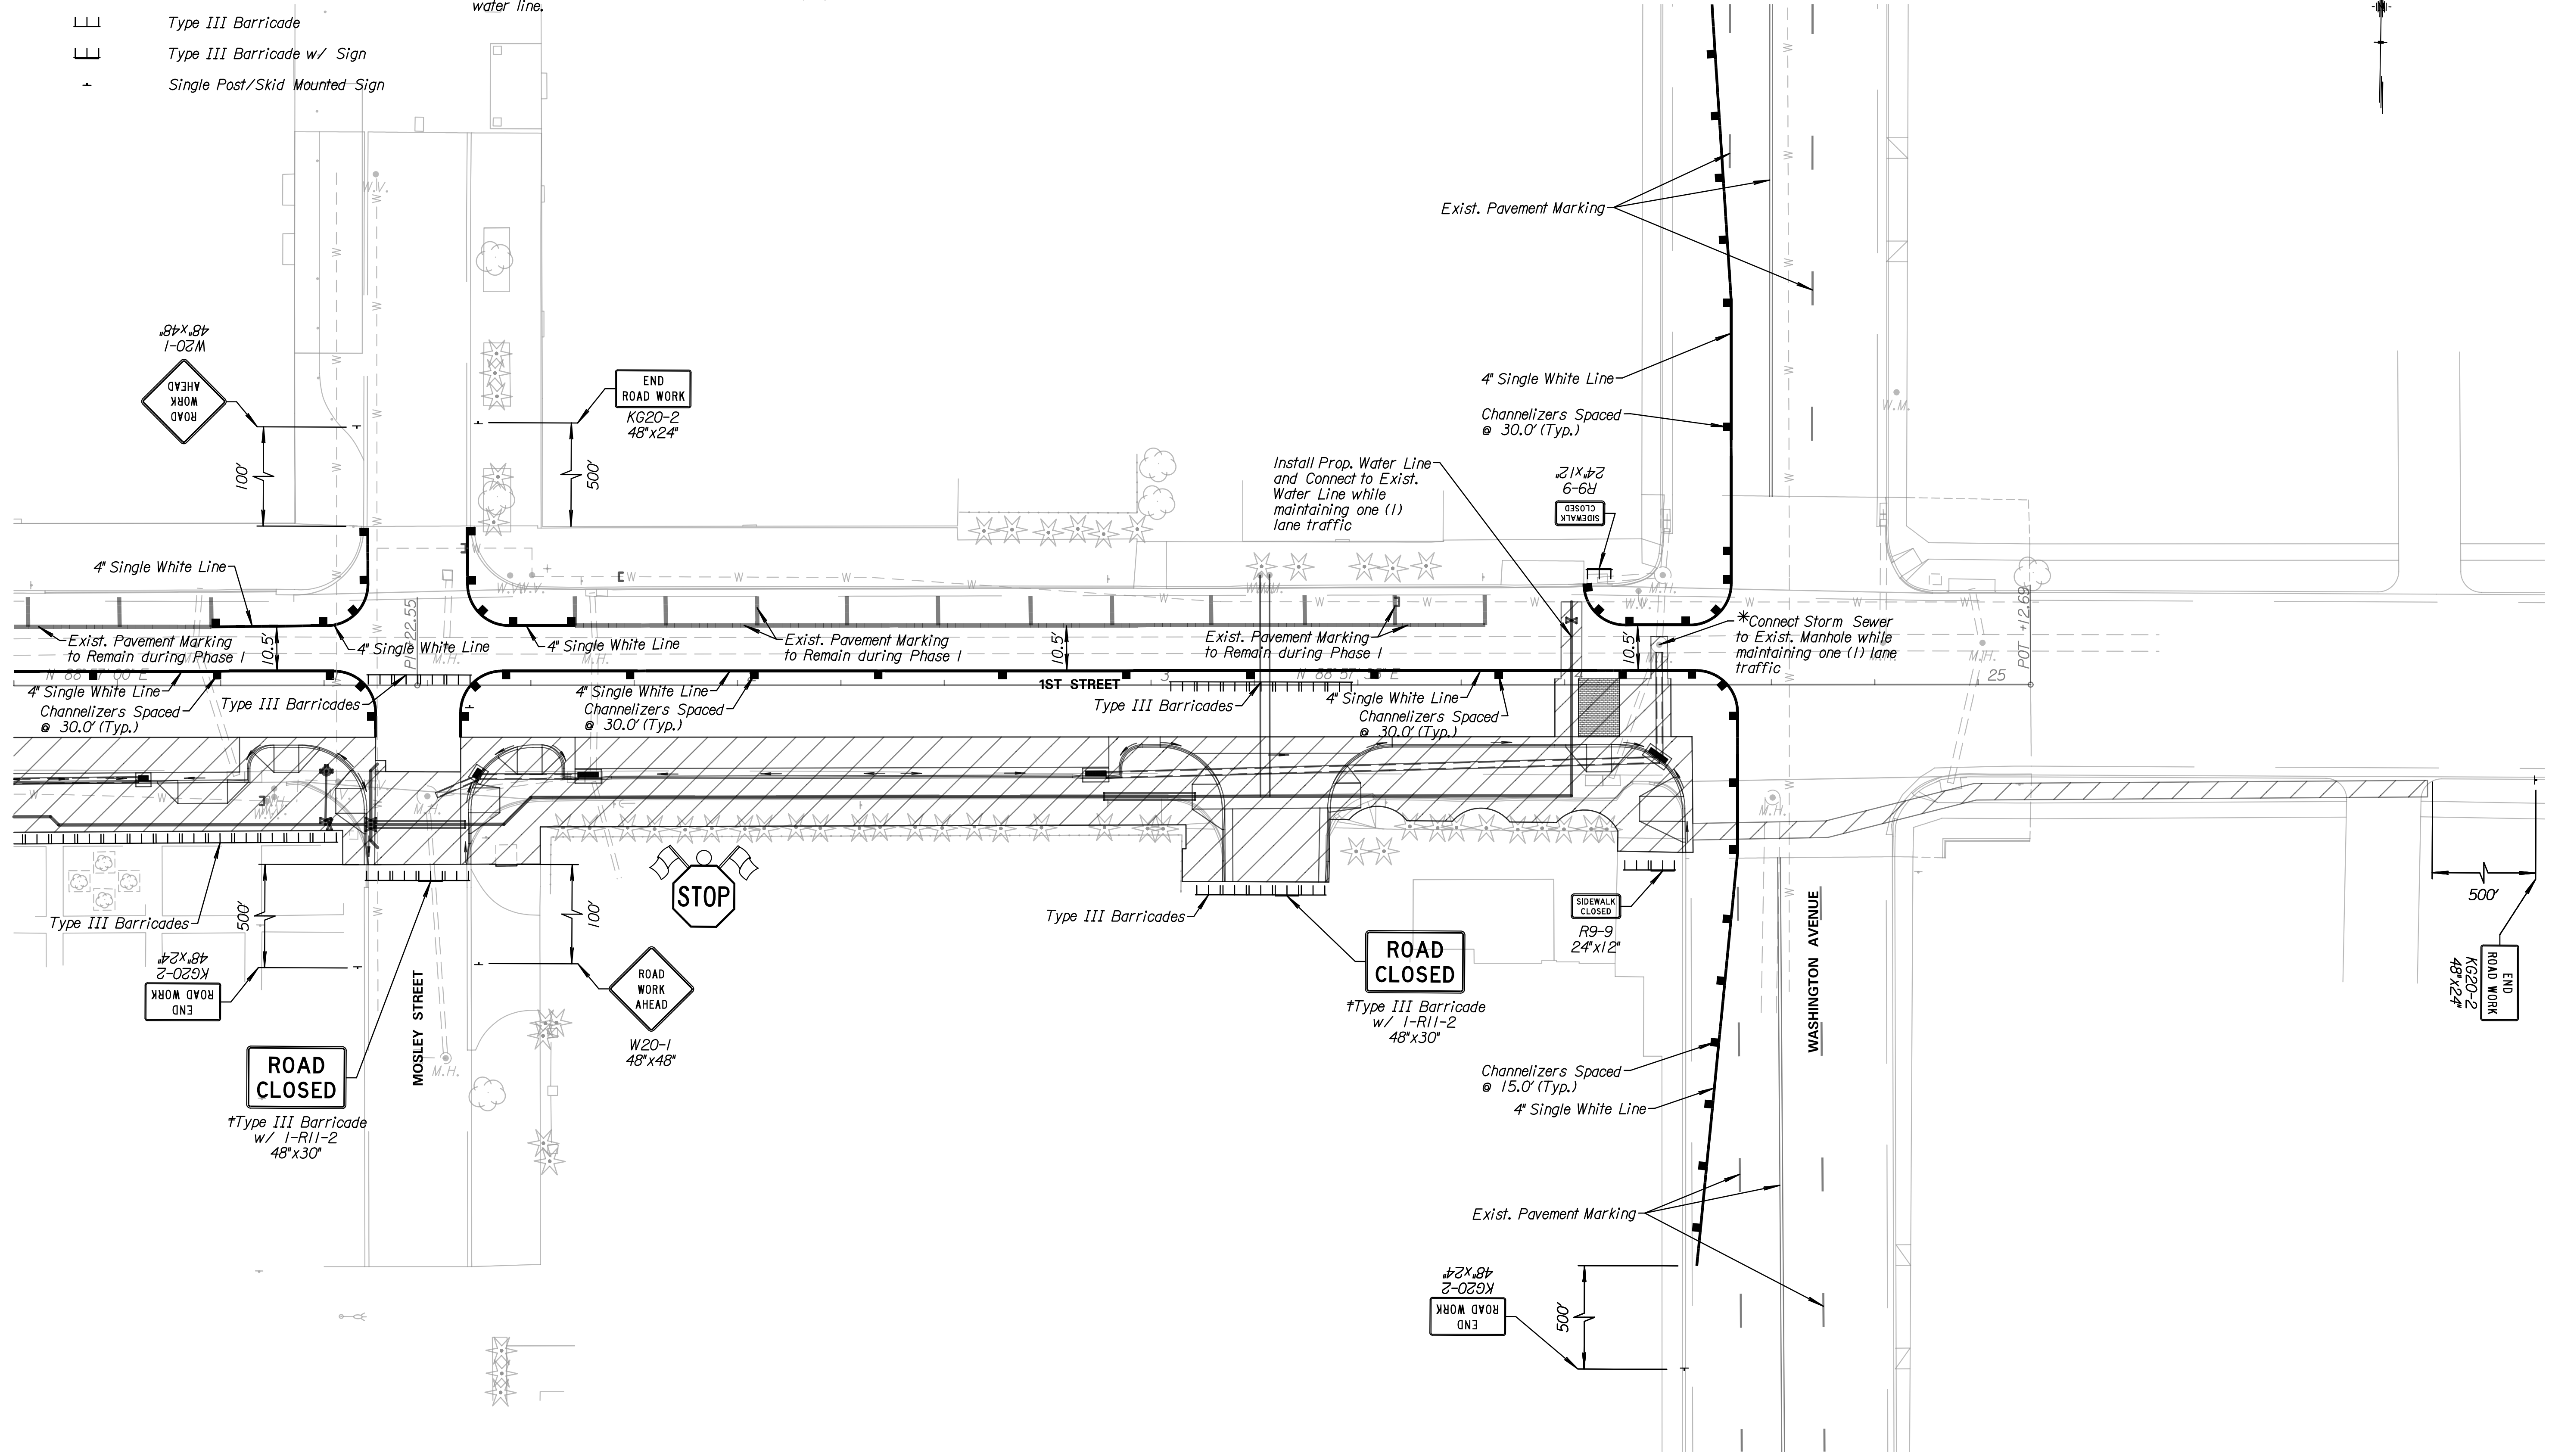 water line.
Type III Barricade
Type III Barricade w/ Sign
Single Post/Skid Mounted Sign
N
W.V.
Exist. Pavement Marking
W20-1
48"x48"
ROAD
WORK
AHEAD
END
ROAD WORK
KG20-2
48"x24"
100'
500'
4" Single White Line
Channelizers Spaced
@ 30.0' (Typ.)
W.M.
Install Prop. Water Line
and Connect to Exist.
Water Line while
maintaining one (1)
lane traffic
R9-9
24"x12"
SIDEWALK
CLOSED
4" Single White Line
Exist. Pavement Marking
to Remain during Phase 1
10.5'
4" Single White Line
4" Single White Line
Exist. Pavement Marking
to Remain during Phase 1
10.5'
Exist. Pavement Marking
to Remain during Phase 1
10.5'
*Connect Storm Sewer
to Exist. Manhole while
maintaining one (1) lane
traffic
M.H.
M.H.
M.H.
M.H.
POT +12.69
25
4" Single White Line
Channelizers Spaced
@ 30.0' (Typ.)
Type III Barricades
4" Single White Line
Channelizers Spaced
@ 30.0' (Typ.)
1ST STREET
3
Type III Barricades
4" Single White Line
Channelizers Spaced
@ 30.0' (Typ.)
M.H.
Type III Barricades
500'
KG20-2
48"x24"
END
ROAD WORK
STOP
100'
ROAD
WORK
AHEAD
W20-1
48"x48"
MOSLEY STREET
M.H.
ROAD
CLOSED
†Type III Barricade
w/ 1-R11-2
48"x30"
Type III Barricades
ROAD
CLOSED
†Type III Barricade
w/ 1-R11-2
48"x30"
SIDEWALK
CLOSED
R9-9
24"x12"
WASHINGTON AVENUE
500'
END
ROAD WORK
KG20-2
48"x24"
Channelizers Spaced
@ 15.0' (Typ.)
4" Single White Line
Exist. Pavement Marking
KG20-2
48"x24"
END
ROAD WORK
500'